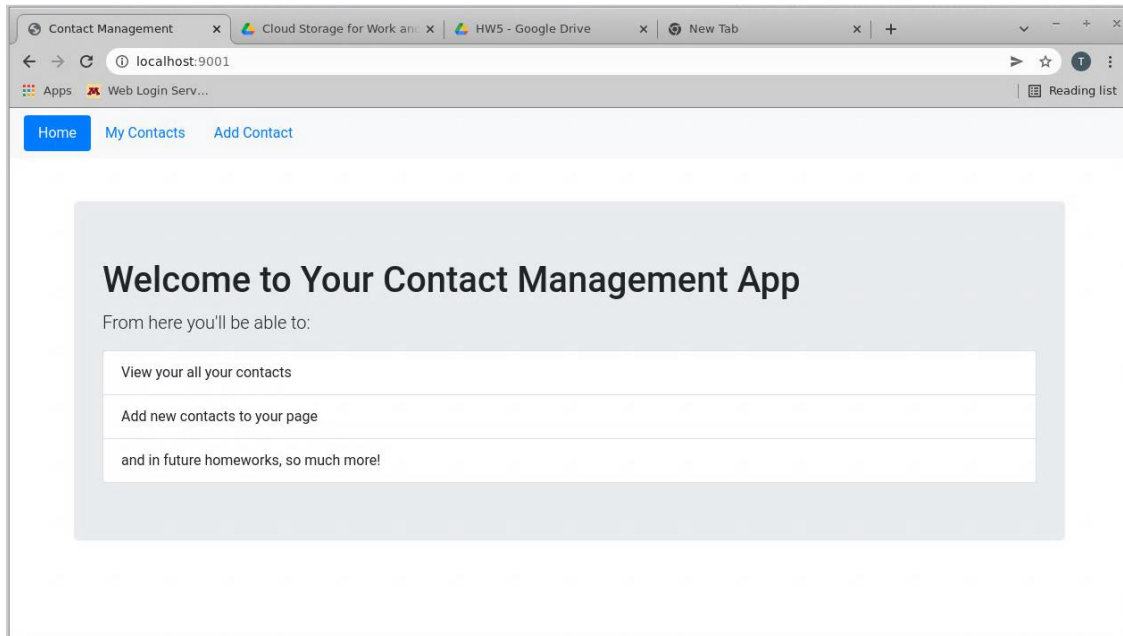 Contact Management
Cloud Storage for Work an
HW5 - Google Drive
New Tab
localhost:9001
T
Apps
M Web Login Serv...
Reading list
Home
My Contacts
Add Contact
Welcome to Your Contact Management App
From here you'll be able to:
View your all your contacts
Add new contacts to your page
and in future homeworks, so much more!